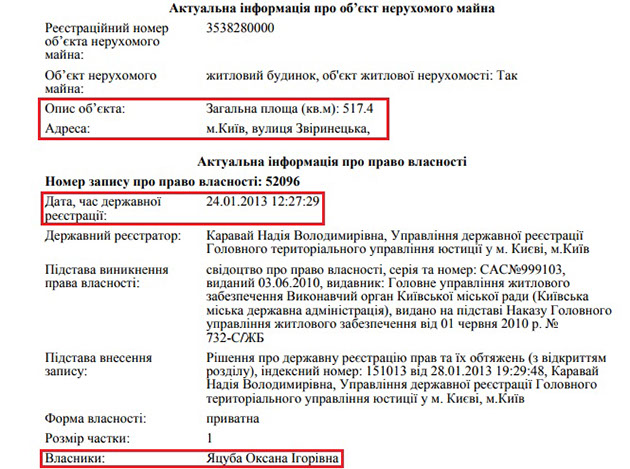 Актуальна інформація про об’єкт нерухомого майна
Реєстраційний номер 3538280000
об’єкта нерухомого
майна:
Об’єкт нерухомого житловий будинок, об'єкт житлової нерухомості: Так
майна:
Опис об’єкта: Загальна площа (кв.м): 517.4
Адреса: м.Київ, вулиця Звіринецька,
Актуальна інформація про право власності
Номер запису про право власності: 52096
Дата, час державної 24.01.2013 12:27:29
реєстрації:
Державний реєстратор: Каравай Надія Володимирівна, Управління державної реєстрації
Головного територіального управління юстиції у м. Києві, м.Київ
Підстава виникнення свідоцтво про право власності, серія та номер: САС№999103,
права власності: виданий 03.06.2010, видавник: Головне управління житлового
забезпечення Виконавчий орган Київської міської ради (Київська
міська державна адміністрація), видано на підставі Наказу Головного
управління житлового забезпечення від 01 червня 2010 р. №
732-С/ЖБ
Підстава внесення Рішення про державну реєстрацію прав та їх обтяжень (з відкриттям
запису: розділу), індексний номер: 151013 від 28.01.2013 19:29:48, Каравай
Надія Володимирівна, Управління державної реєстрації Головного
територіального управління юстиції у м. Києві, м.Київ
Форма власності: приватна
Розмір частки: 1
Власники: Яцуба Оксана Ігорівна